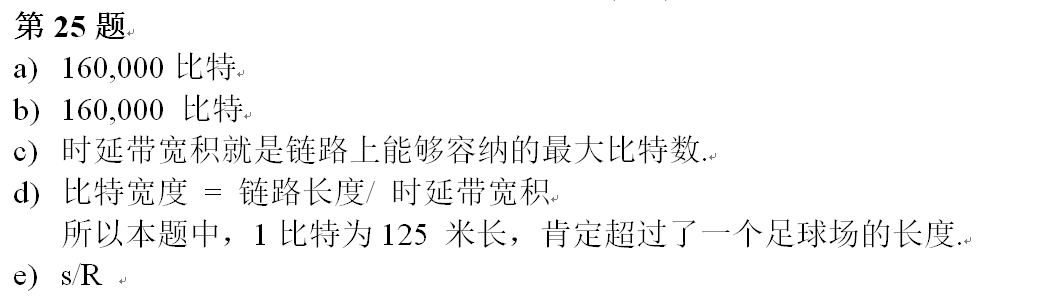 第 25 题
a) 160,000 比特
b) 160,000 比特
c) 时延带宽积就是链路上能够容纳的最大比特数.
d) 比特宽度 = 链路长度/ 时延带宽积
所以本题中，1 比特为 125 米长，肯定超过了一个足球场的长度.
e) s/R